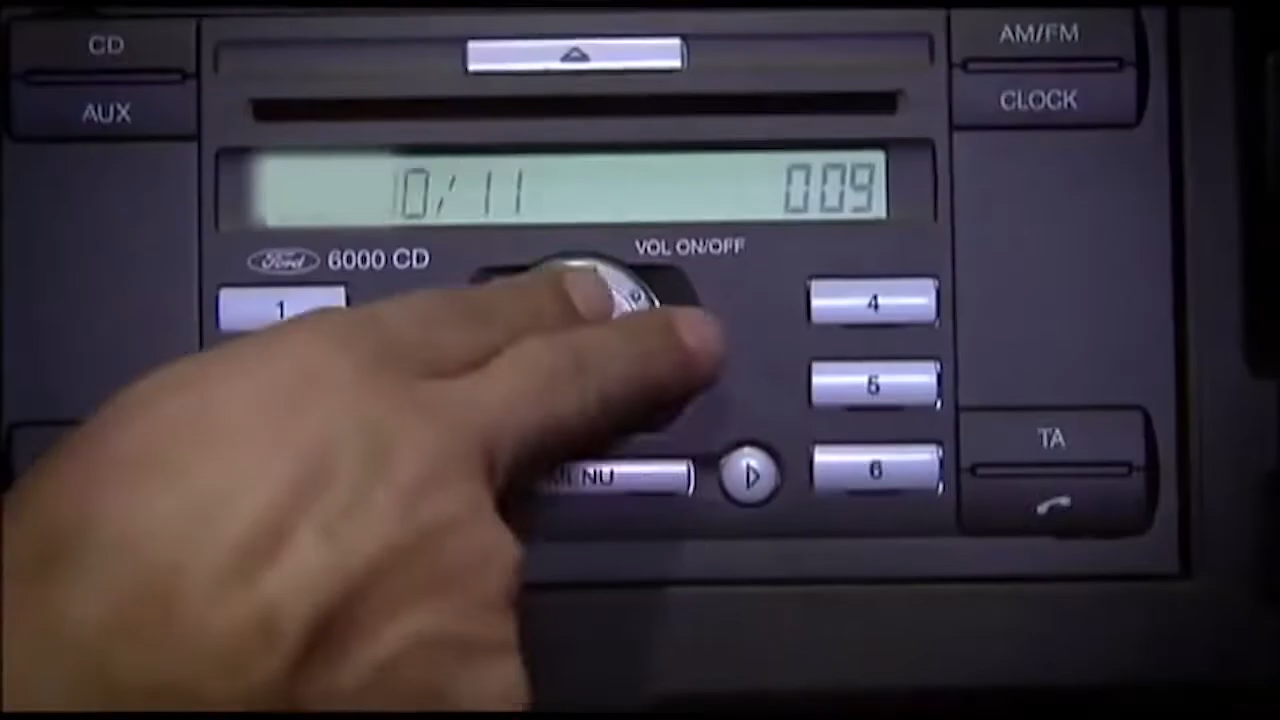 CD
AM/FM
AUX
CLOCK
0/11 009
Ford 6000 CD
VOL ON/OFF
1
4
5
MENU
6
TA